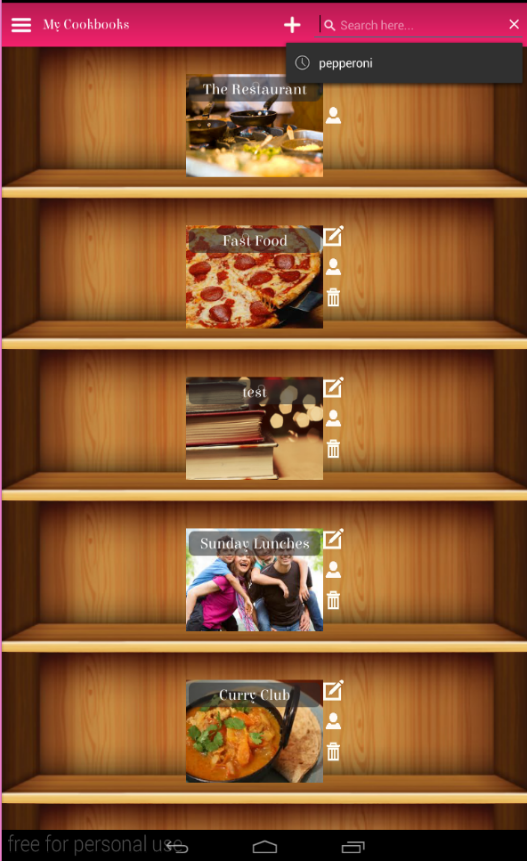 My Cookbooks
Search here...
pepperoni
The Restaurant
Fast Food
test
Sunday Lunches
Curry Club
free for personal use